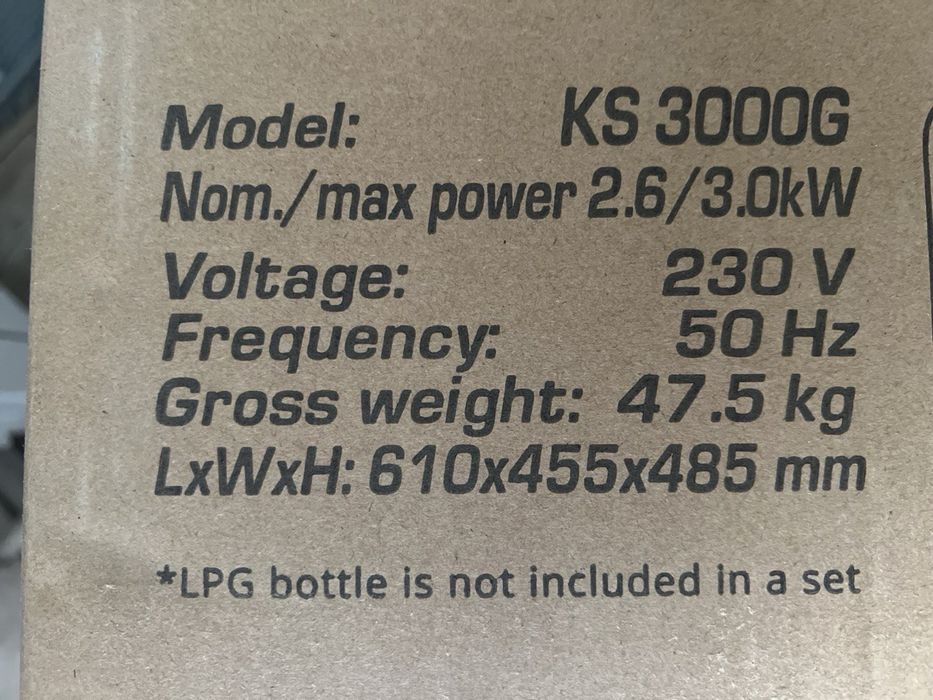 Model: KS 3000G
Nom./max power 2.6/3.0kW
Voltage: 230 V
Frequency: 50 Hz
Gross weight: 47.5 kg
LxWxH: 610x455x485 mm
*LPG bottle is not included in a set